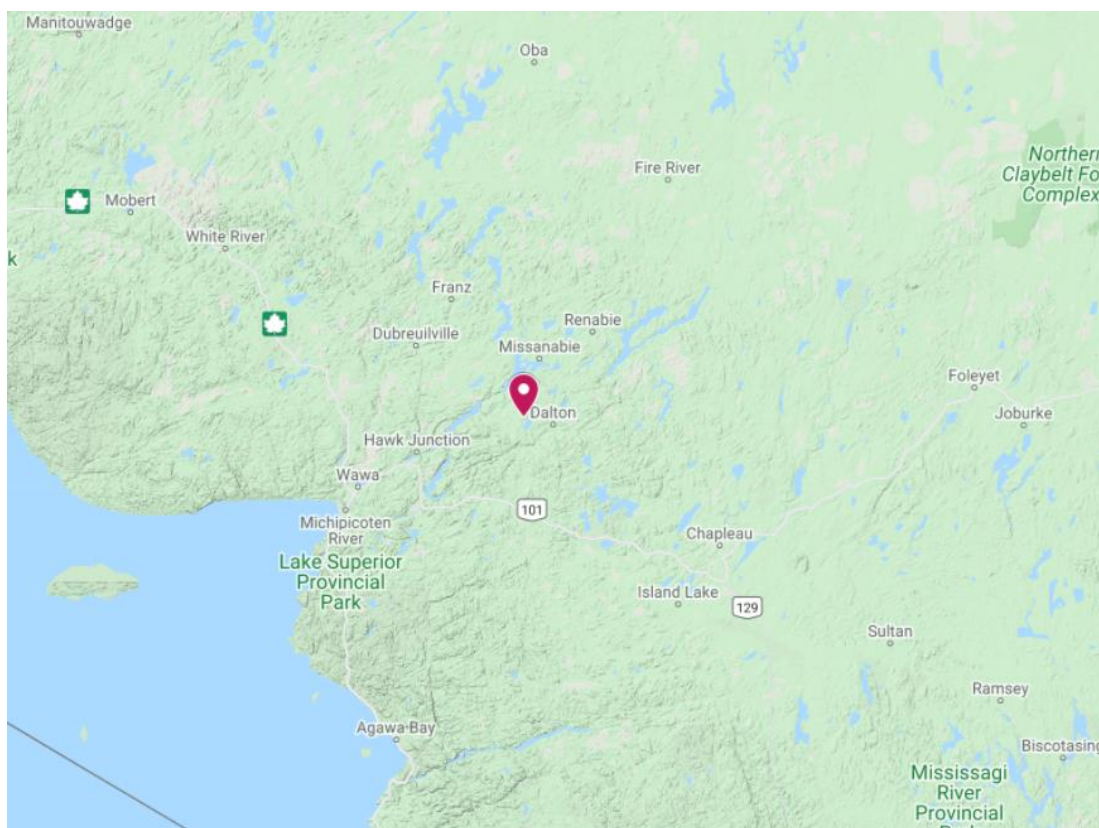 Manitouwadge
Oba
Northern
Claybelt Fo
Complex
Fire River
Mobert
White River
k
Franz
Renabie
Dubreuilville
Missanabie
Foleyet
Dalton
Joburke
Hawk Junction
Wawa
101
Michipicoten
River
Chapleau
Lake Superior
Provincial
Park
Island Lake
129
Sultan
Ramsey
Agawa Bay
Biscotasing
Mississagi
River
Provincial